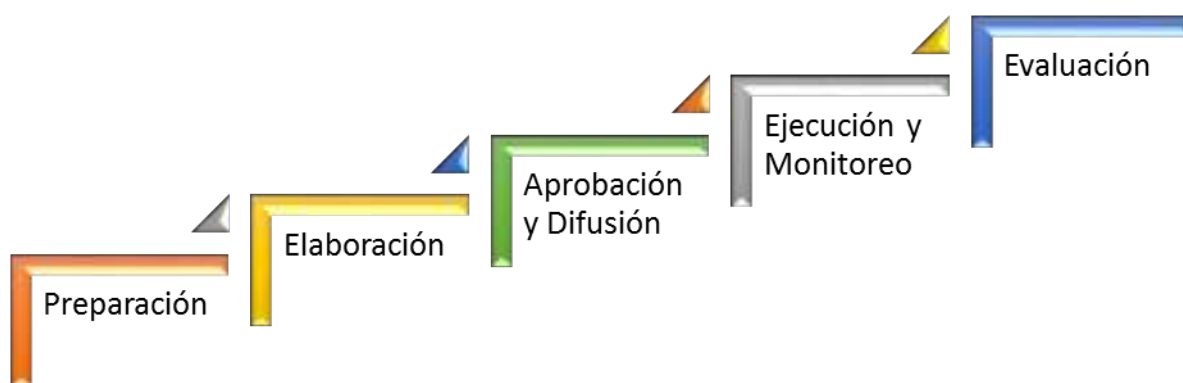 Preparación
Elaboración
Aprobación
y Difusión
Ejecución y
Monitoreo
Evaluación